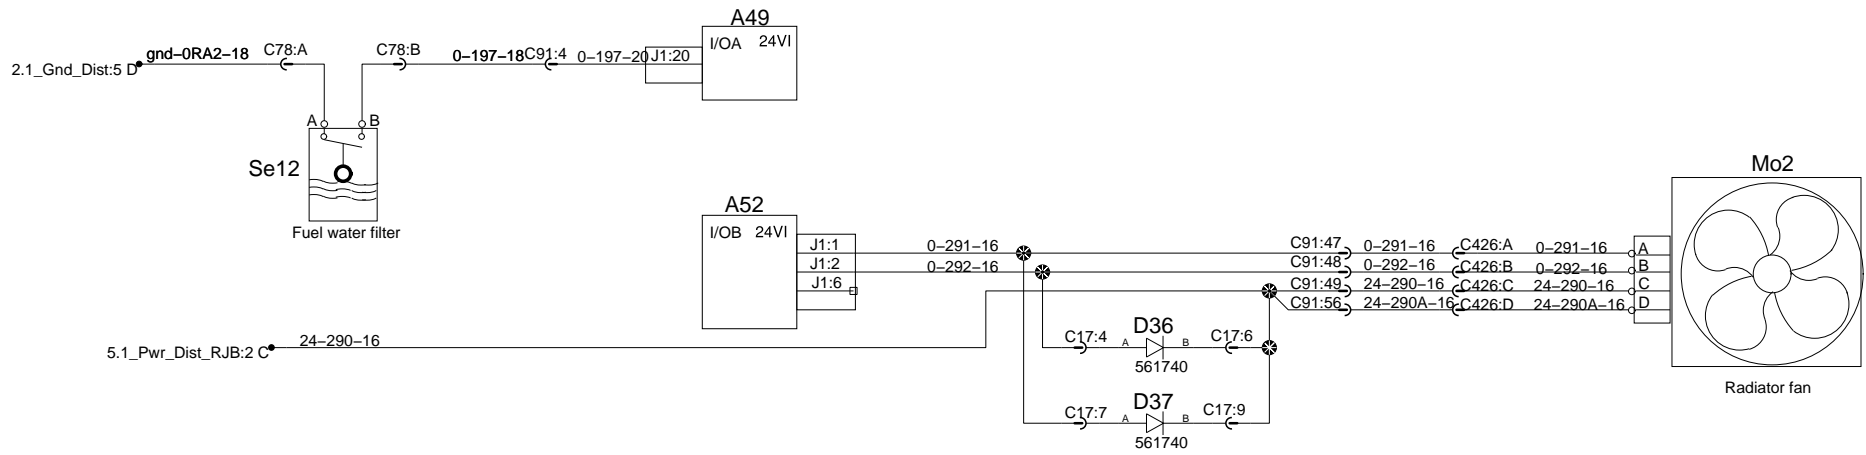 A49
I/OA 24VI
gnd-0RA2-18 C78:A C78:B 0-197-18 C91:4 0-197-20 J1:20
2.1_Gnd_Dist:5 D
A B
Se12
Fuel water filter
Mo2
A52
I/OB 24VI
J1:1 0-291-16 C91:47 0-291-16 C426:A 0-291-16 A
J1:2 0-292-16 C91:48 0-292-16 C426:B 0-292-16 B
J1:6 C91:49 24-290-16 C426:C 24-290-16 C
C91:56 24-290A-16 C426:D 24-290A-16 D
5.1_Pwr_Dist_RJB:2 C 24-290-16
D36
C17:4 A B C17:6
561740
Radiator fan
D37
C17:7 A B C17:9
561740